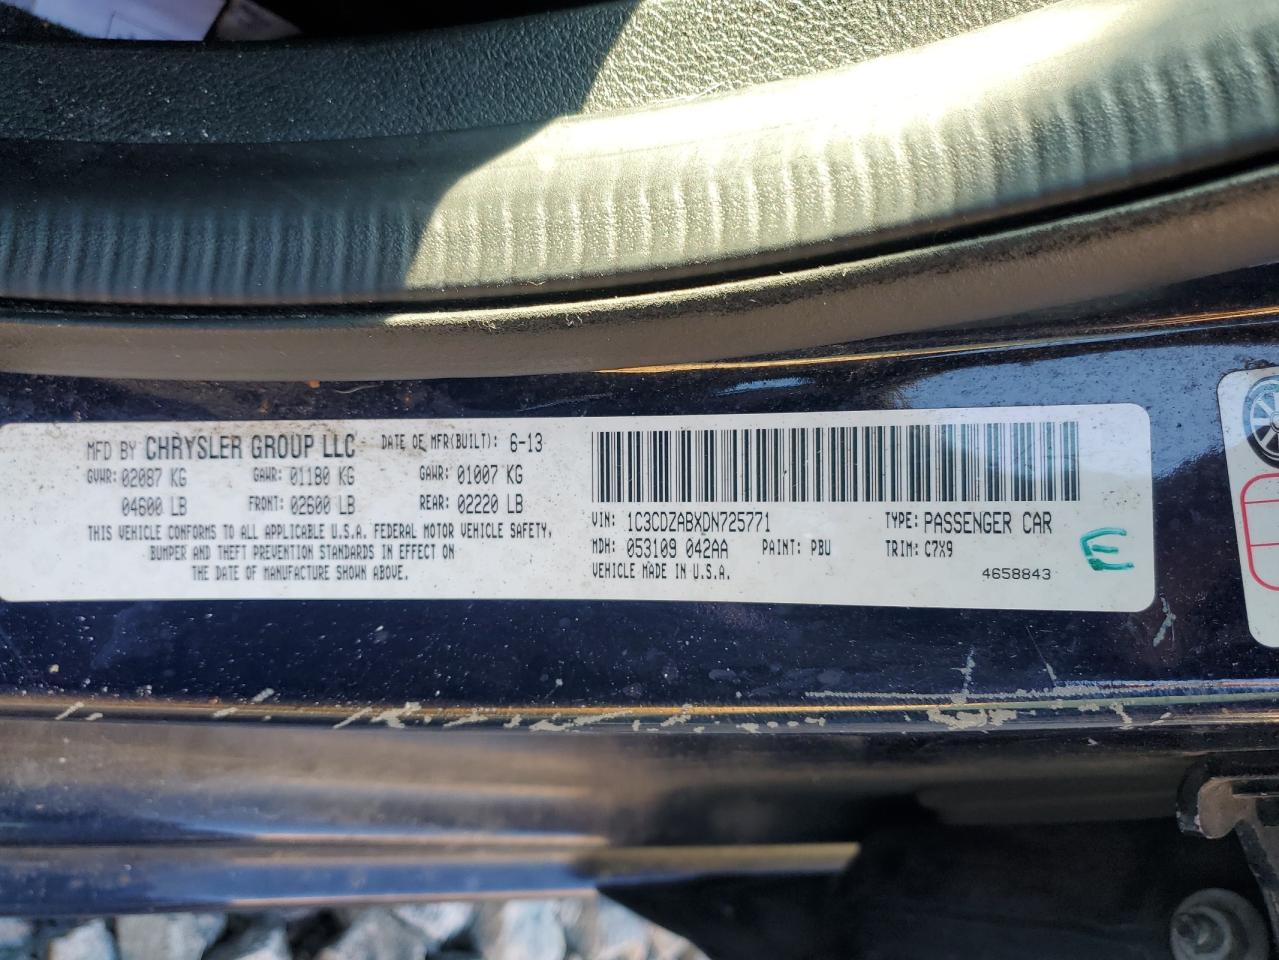 MFD BY CHRYSLER GROUP LLC DATE OF MFR(BUILT): 6-13
GVWR: 02087 KG GAWR: 01180 KG GAWR: 01007 KG
04600 LB FRONT: 02600 LB REAR: 02220 LB
THIS VEHICLE CONFORMS TO ALL APPLICABLE U.S.A. FEDERAL MOTOR VEHICLE SAFETY,
BUMPER AND THEFT PREVENTION STANDARDS IN EFFECT ON
THE DATE OF MANUFACTURE SHOWN ABOVE.
VIN: 1C3CDZABXDN725771 TYPE: PASSENGER CAR
MDH: 053109 042AA PAINT: PBU TRIM: C7X9
VEHICLE MADE IN U.S.A. 4658843
E